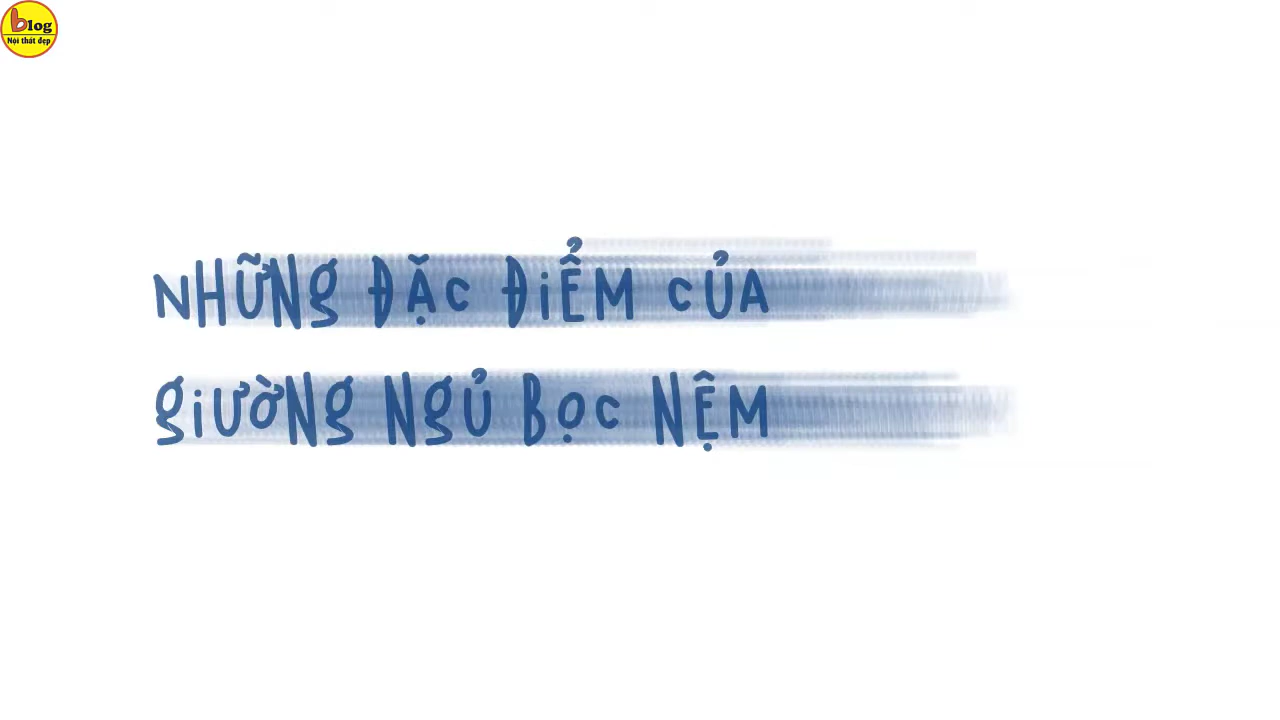 blog
Nội thất đẹp
NHỮNG ĐẶC ĐiỂM CỦA
giƯỜNG NGỦ BỌC NỆM